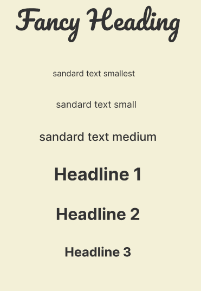 Fancy Heading
sandard text smallest
sandard text small
sandard text medium
Headline 1
Headline 2
Headline 3